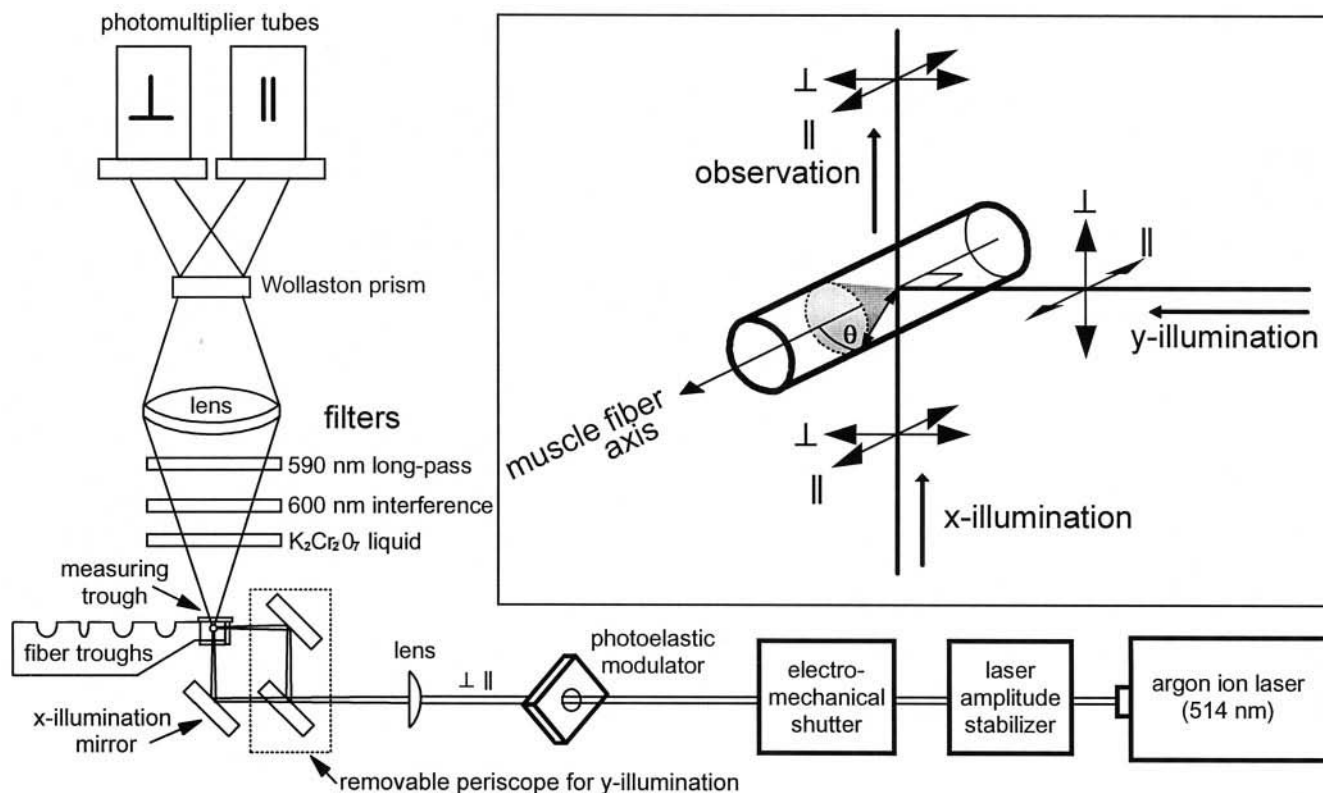 photomultiplier tubes
⊥
||
Wollaston prism
lens
filters
590 nm long-pass
600 nm interference
K₂Cr₂0₇ liquid
measuring
trough
fiber troughs
x-illumination
mirror
removable periscope for y-illumination
lens
⊥ ||
photoelastic
modulator
electro-
mechanical
shutter
laser
amplitude
stabilizer
argon ion laser
(514 nm)
⊥
||
observation
⊥
||
y-illumination
θ
muscle fiber
axis
⊥
||
x-illumination